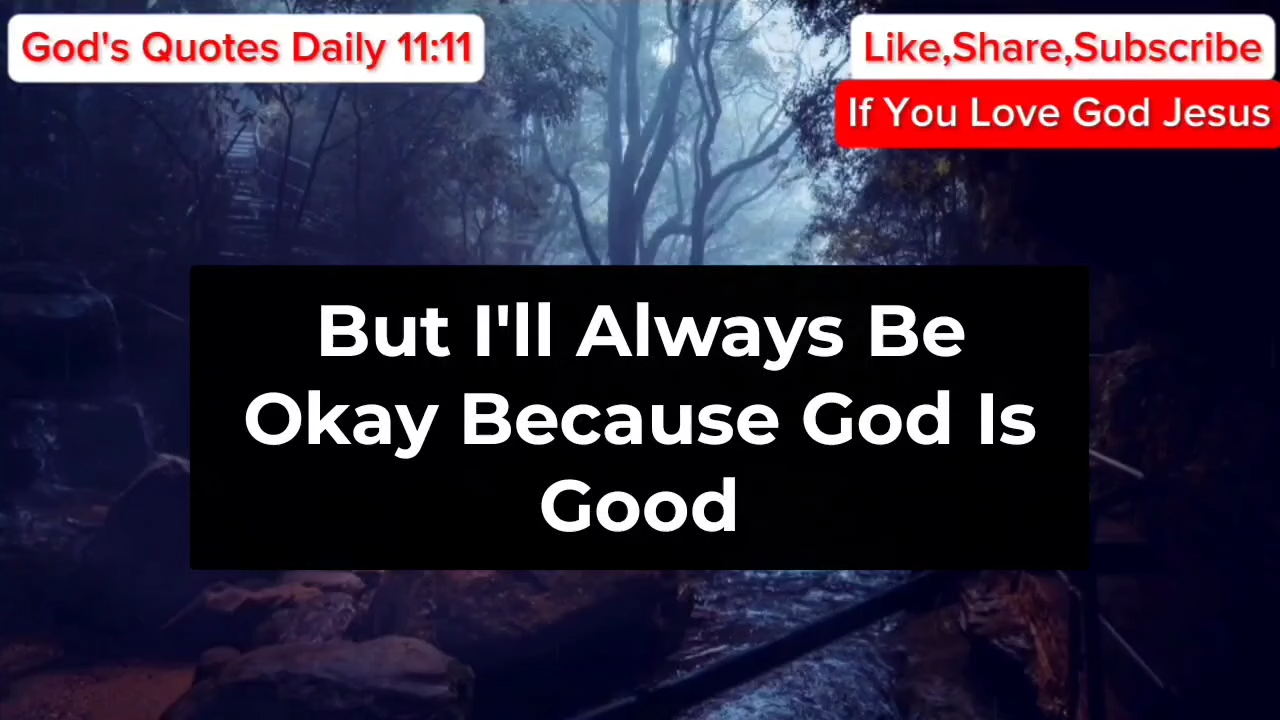 God's Quotes Daily 11:11
Like,Share,Subscribe
If You Love God Jesus
But I'll Always Be
Okay Because God Is
Good